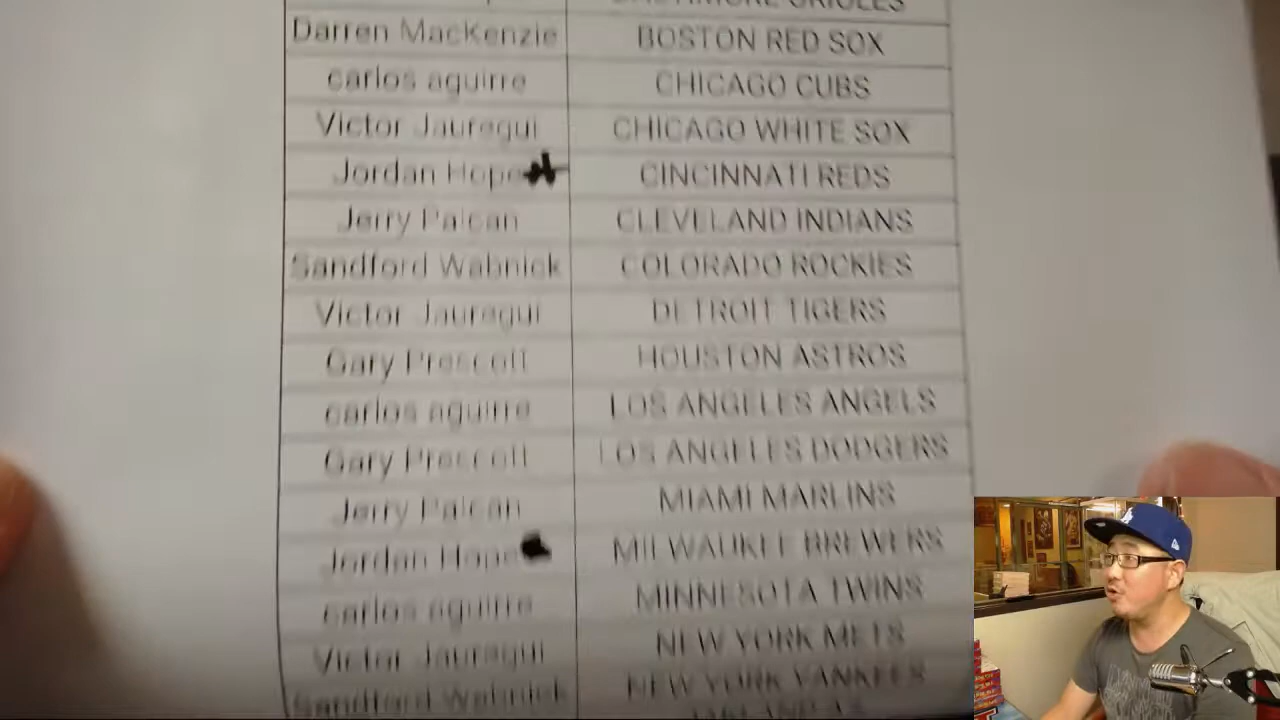 BALTIMORE ORIOLES
Darren MacKenzie BOSTON RED SOX
carlos aguirre CHICAGO CUBS
Victor Jauregui CHICAGO WHITE SOX
Jordan Hope CINCINNATI REDS
Jerry Palcan CLEVELAND INDIANS
Sandford Wabnick COLORADO ROCKIES
Victor Jauregui DETROIT TIGERS
Gary Prescott HOUSTON ASTROS
carlos aguirre LOS ANGELES ANGELS
Gary Prescott LOS ANGELES DODGERS
Jerry Palcan MIAMI MARLINS
Jordan Hope MILWAUKEE BREWERS
carlos aguirre MINNESOTA TWINS
Victor Jauregui NEW YORK METS
Sandford Wabnick NEW YORK YANKEES